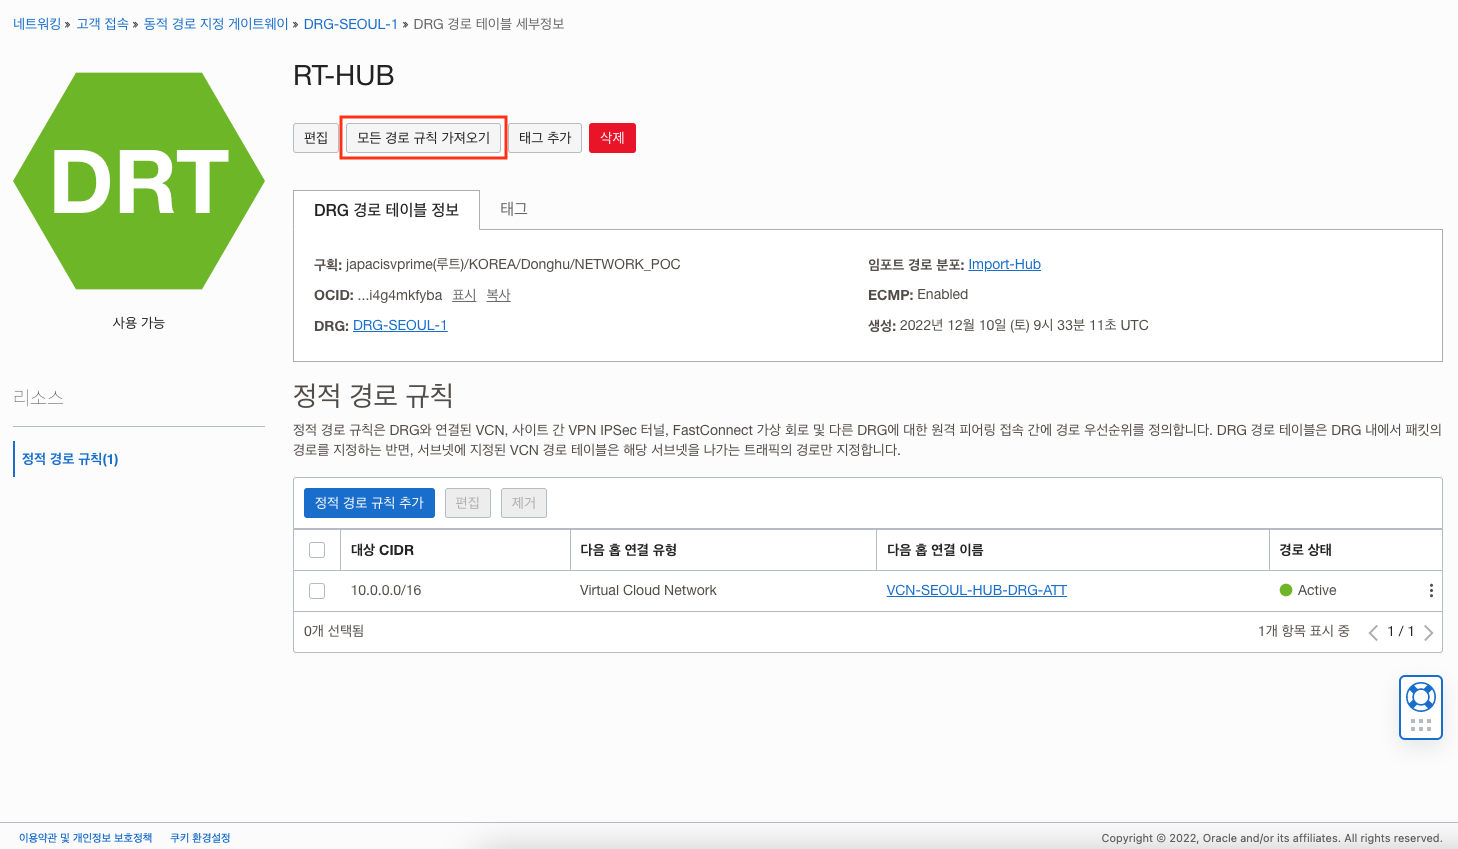 네트워킹 » 고객 접속 » 동적 경로 지정 게이트웨이 » DRG-SEOUL-1 » DRG 경로 테이블 세부정보
DRT
사용 가능
리소스
정적 경로 규칙(1)
RT-HUB
편집 모든 경로 규칙 가져오기 태그 추가 삭제
DRG 경로 테이블 정보 태그
구획: japacisvprime(루트)/KOREA/Donghu/NETWORK_POC
OCID: ...i4g4mkfyba 표시 복사
DRG: DRG-SEOUL-1
임포트 경로 분포: Import-Hub
ECMP: Enabled
생성: 2022년 12월 10일 (토) 9시 33분 11초 UTC
정적 경로 규칙
정적 경로 규칙은 DRG와 연결된 VCN, 사이트 간 VPN IPSec 터널, FastConnect 가상 회로 및 다른 DRG에 대한 원격 피어링 접속 간에 경로 우선순위를 정의합니다. DRG 경로 테이블은 DRG 내에서 패킷의
경로를 지정하는 반면, 서브넷에 지정된 VCN 경로 테이블은 해당 서브넷을 나가는 트래픽의 경로만 지정합니다.
정적 경로 규칙 추가 편집 제거
대상 CIDR 다음 홉 연결 유형 다음 홉 연결 이름 경로 상태
10.0.0.0/16 Virtual Cloud Network VCN-SEOUL-HUB-DRG-ATT Active
0개 선택됨 1개 항목 표시 중 1 / 1
이용약관 및 개인정보 보호정책 쿠키 환경설정 Copyright © 2022, Oracle and/or its affiliates. All rights reserved.